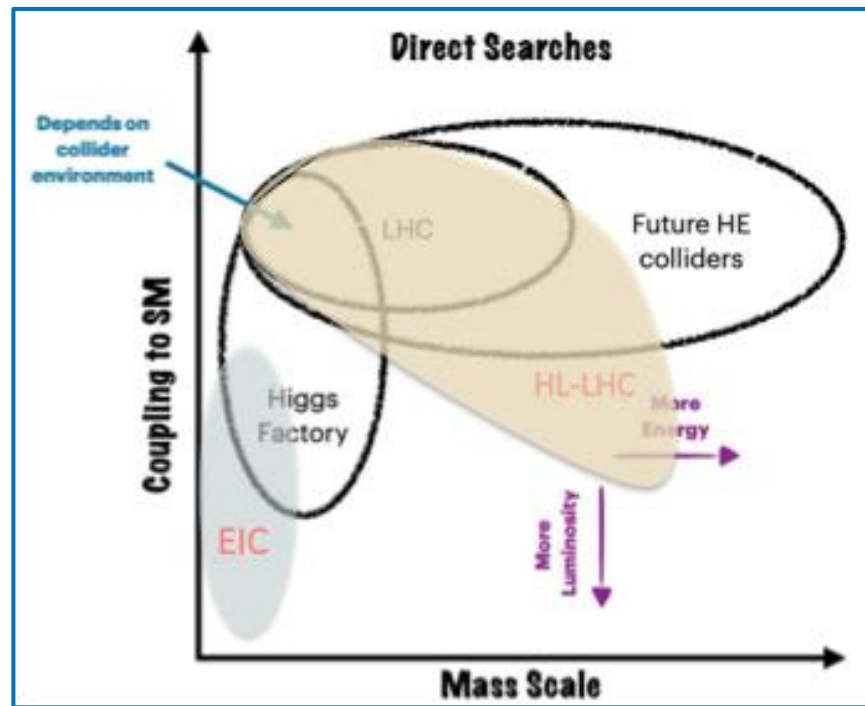 Direct Searches
Depends on
collider
environment
LHC
Future HE
colliders
Coupling to SM
HL-LHC
More
Energy
Higgs
Factory
EIC
More
Luminosity
Mass Scale